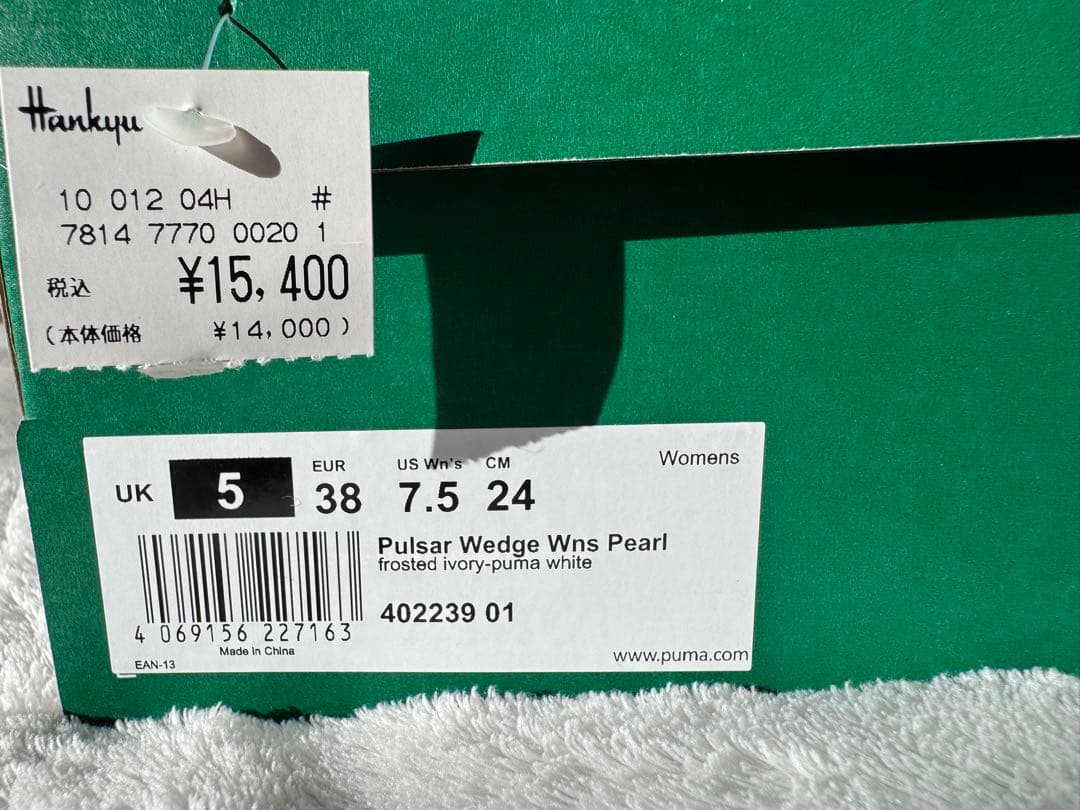 Hankyu
10 012 04H #
7814 7770 0020 1
税込 ¥15,400
(本体価格 ¥14,000)
Womens
UK 5 EUR 38 US Wn's 7.5 CM 24
Pulsar Wedge Wns Pearl
frosted ivory-puma white
402239 01
4 069156 227163
Made in China
EAN-13
www.puma.com